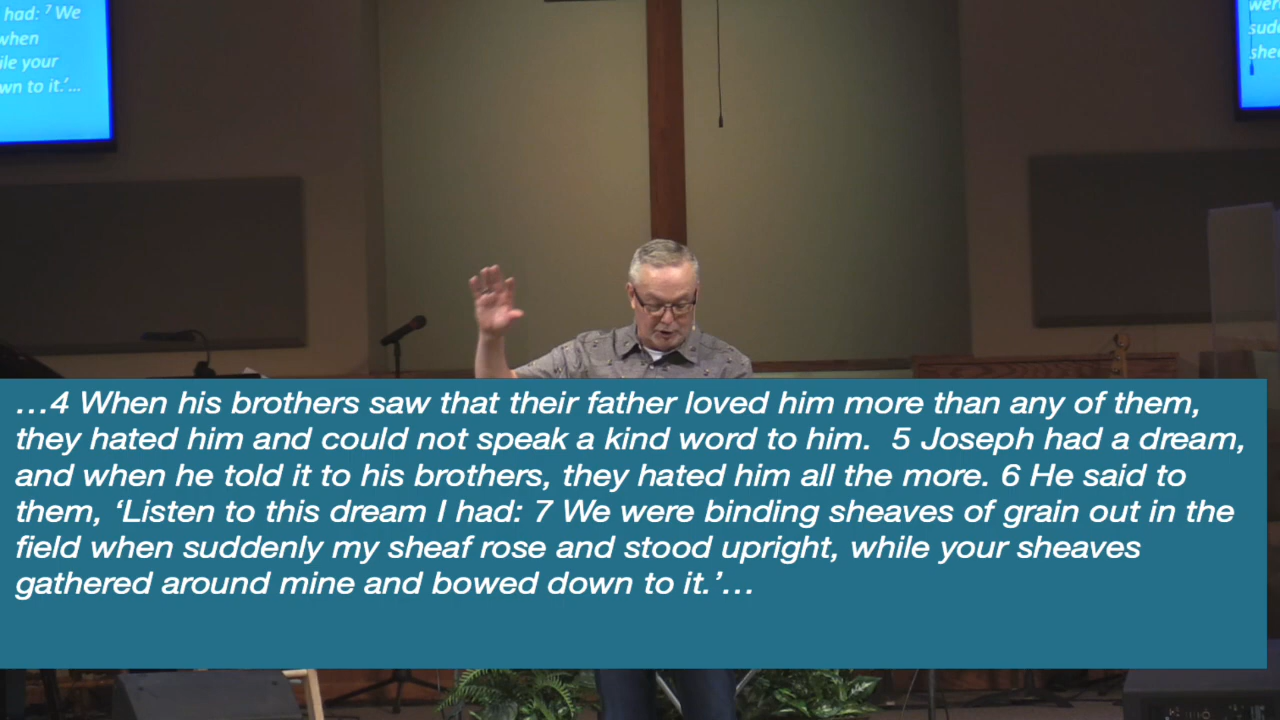 had: ⁷ We
when
ile your
wn to it.’...
sud
...4 When his brothers saw that their father loved him more than any of them,
they hated him and could not speak a kind word to him. 5 Joseph had a dream,
and when he told it to his brothers, they hated him all the more. 6 He said to
them, ‘Listen to this dream I had: 7 We were binding sheaves of grain out in the
field when suddenly my sheaf rose and stood upright, while your sheaves
gathered around mine and bowed down to it.’...